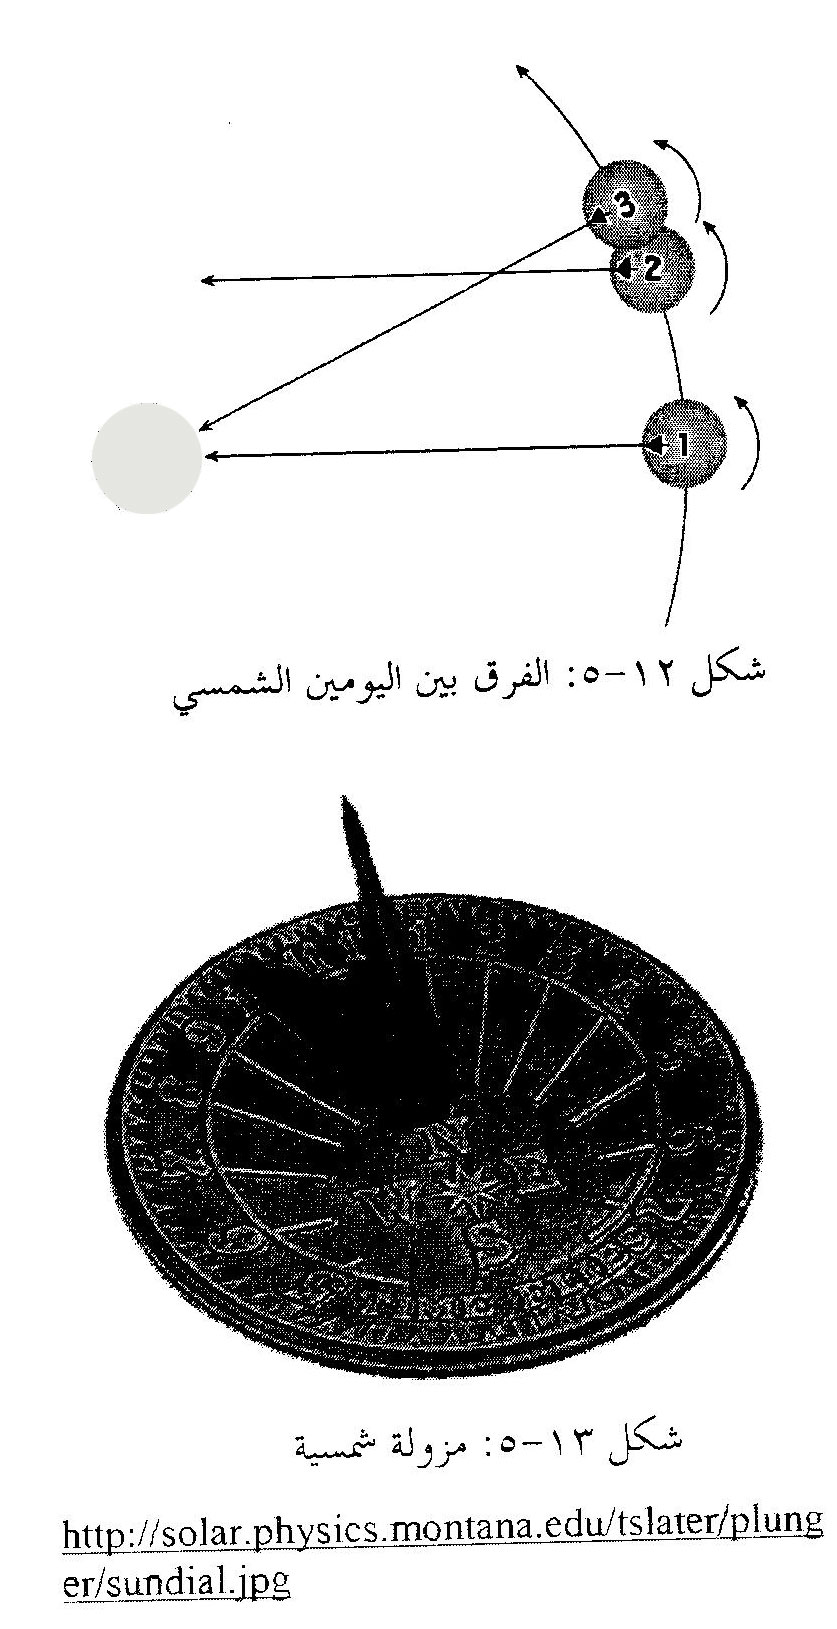 3
2
1
شكل ١٢-٥: الفرق بين اليومين الشمسي
N
W
E
S
شكل ١٣-٥: مزولة شمسية
http://solar.physics.montana.edu/tslater/plung
er/sundial.jpg